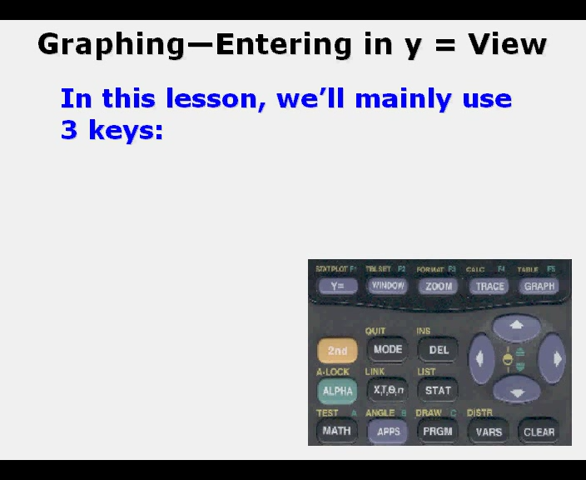 Graphing—Entering in y = View
In this lesson, we'll mainly use
3 keys:
STAT PLOT F1 TBLSET F2 FORMAT F3 CALC F4 TABLE F5
Y= WINDOW ZOOM TRACE GRAPH
QUIT INS
2nd MODE DEL
A-LOCK LINK LIST
ALPHA X,T,θ,n STAT
TEST A ANGLE B DRAW C DISTR
MATH APPS PRGM VARS CLEAR